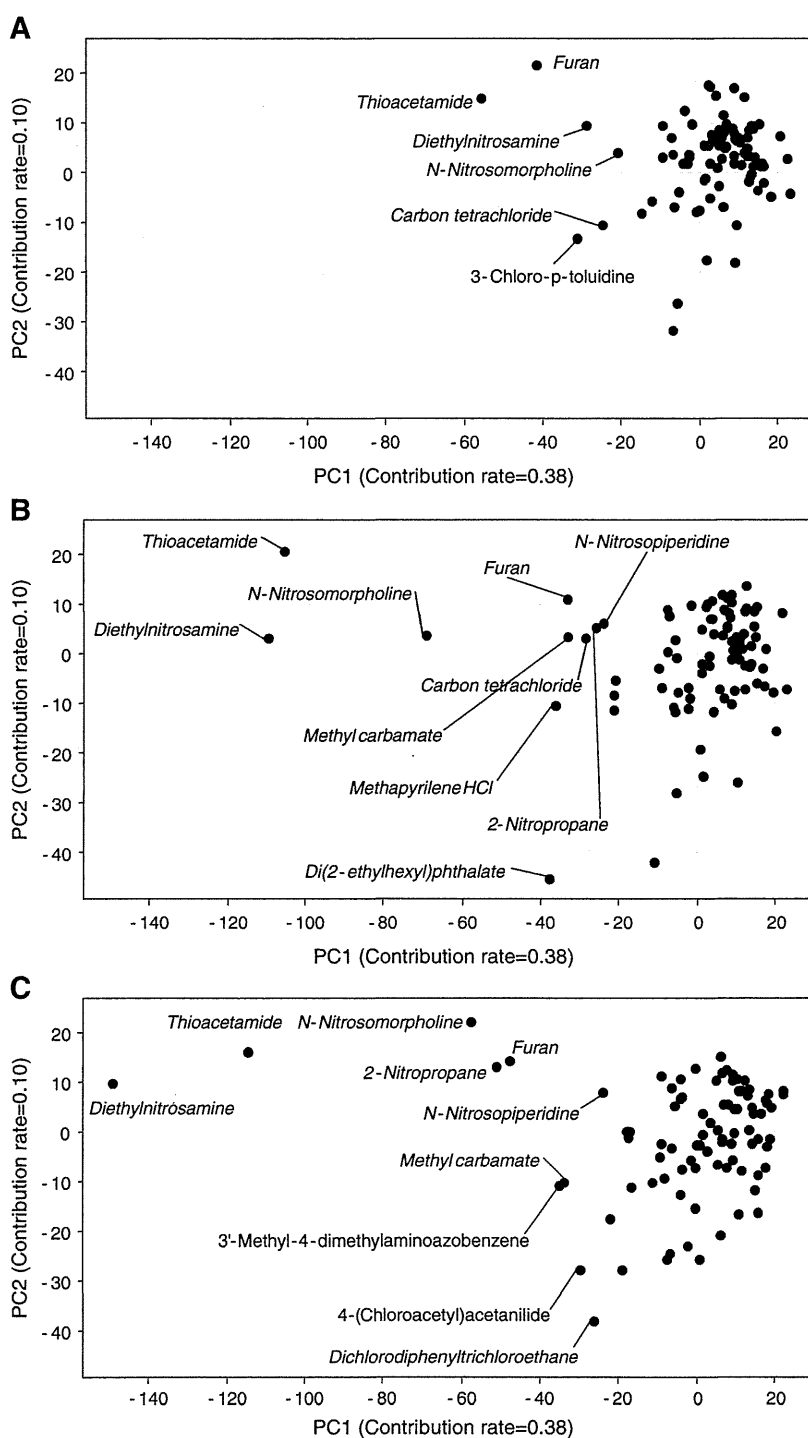 A
PC2 (Contribution rate=0.10)
20
10
0
-10
-20
-30
-40
Furan
Thioacetamide
Diethylnitrosamine
N-Nitrosomorpholine
Carbon tetrachloride
3-Chloro-p-toluidine
-140 -120 -100 -80 -60 -40 -20 0 20
PC1 (Contribution rate=0.38)
B
PC2 (Contribution rate=0.10)
20
10
0
-10
-20
-30
-40
Thioacetamide
N-Nitrosopiperidine
Furan
N-Nitrosomorpholine
Diethylnitrosamine
Carbon tetrachloride
Methyl carbamate
Methapyrilene HCl
2-Nitropropane
Di(2-ethylhexyl)phthalate
-140 -120 -100 -80 -60 -40 -20 0 20
PC1 (Contribution rate=0.38)
C
PC2 (Contribution rate=0.10)
20
10
0
-10
-20
-30
-40
Thioacetamide
N-Nitrosomorpholine
Furan
2-Nitropropane
Diethylnitrosamine
N-Nitrosopiperidine
Methyl carbamate
3'-Methyl-4-dimethylaminoazobenzene
4-(Chloroacetyl)acetanilide
Dichlorodiphenyltrichloroethane
-140 -120 -100 -80 -60 -40 -20 0 20
PC1 (Contribution rate=0.38)